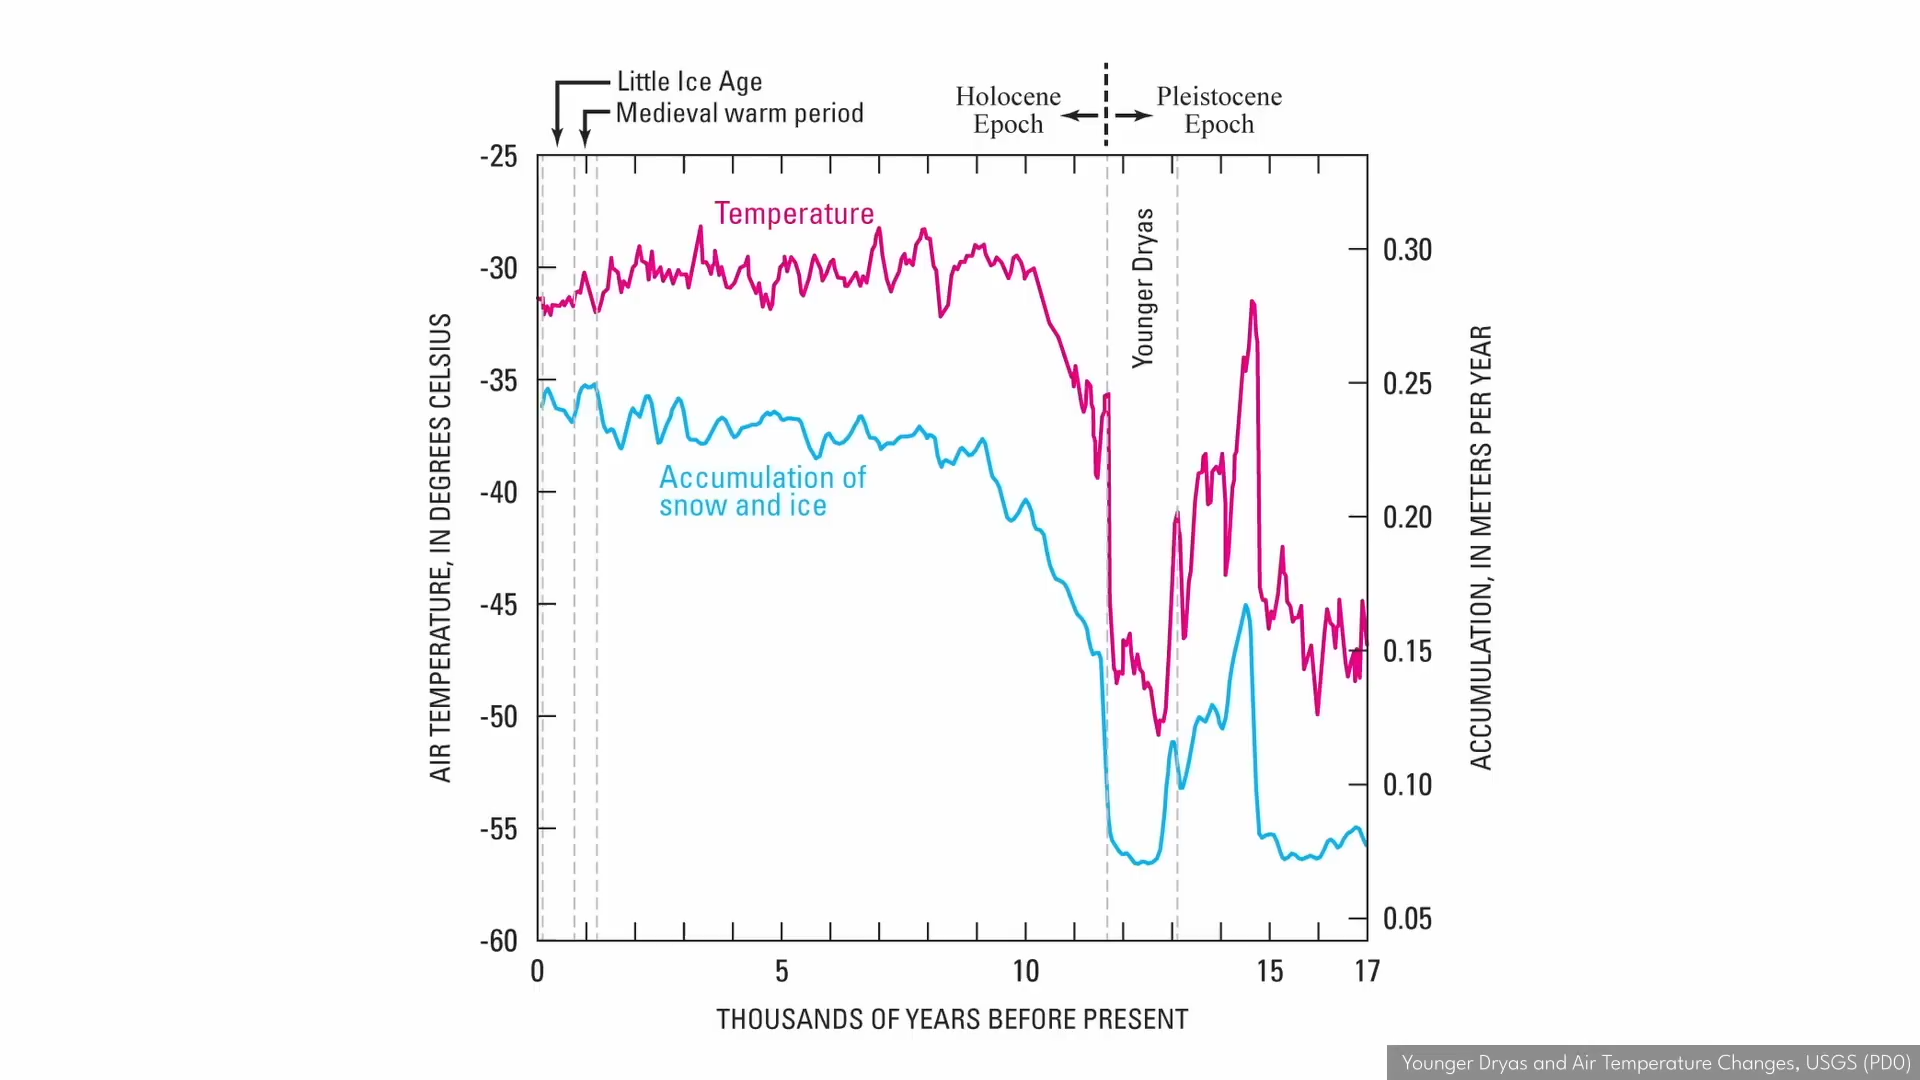 Little Ice Age
Medieval warm period
Holocene
Epoch
Pleistocene
Epoch
-25
-30
-35
-40
-45
-50
-55
-60
AIR TEMPERATURE, IN DEGREES CELSIUS
Temperature
Accumulation of
snow and ice
Younger Dryas
0.30
0.25
0.20
0.15
0.10
0.05
ACCUMULATION, IN METERS PER YEAR
0
5
10
15
17
THOUSANDS OF YEARS BEFORE PRESENT
Younger Dryas and Air Temperature Changes, USGS (PD0)